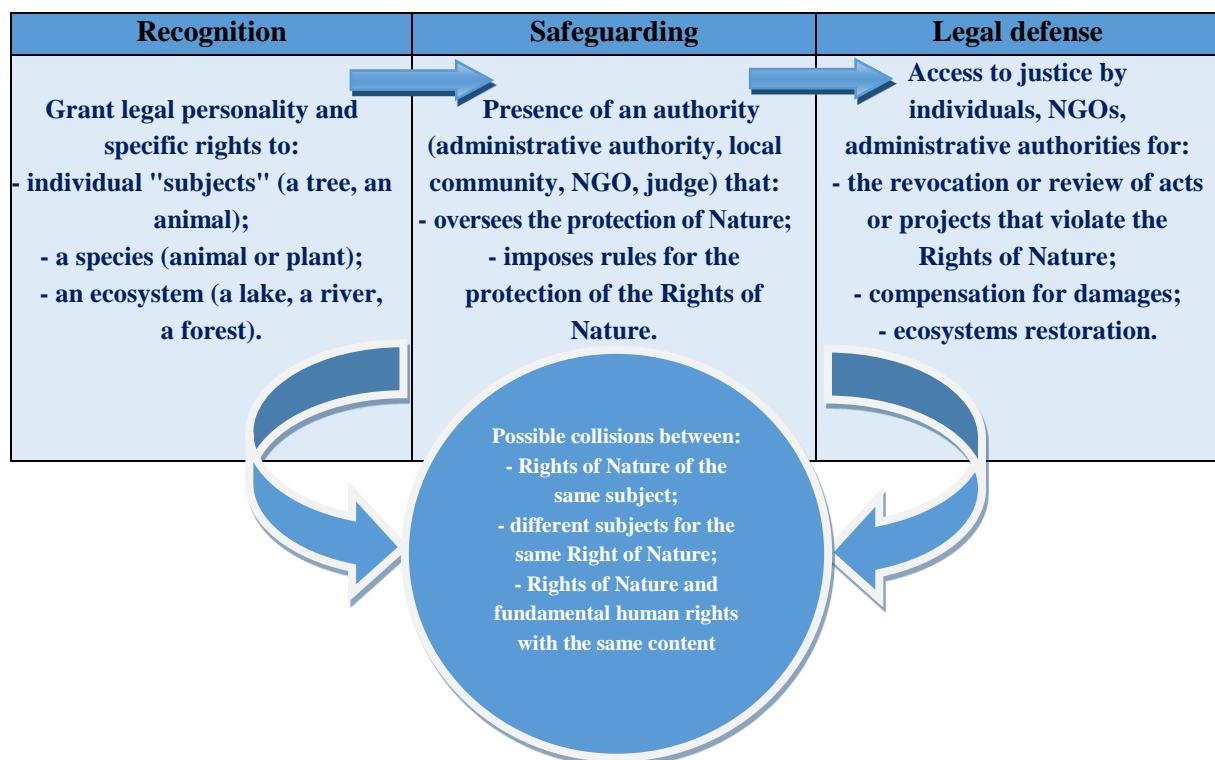 Recognition
Grant legal personality and
specific rights to:
- individual "subjects" (a tree, an
animal);
- a species (animal or plant);
- an ecosystem (a lake, a river,
a forest).
Safeguarding
Presence of an authority
(administrative authority, local
community, NGO, judge) that:
- oversees the protection of Nature;
- imposes rules for the
protection of the Rights of
Nature.
Legal defense
Access to justice by
individuals, NGOs,
administrative authorities for:
- the revocation or review of acts
or projects that violate the
Rights of Nature;
- compensation for damages;
- ecosystems restoration.
Possible collisions between:
- Rights of Nature of the
same subject;
- different subjects for the
same Right of Nature;
- Rights of Nature and
fundamental human rights
with the same content